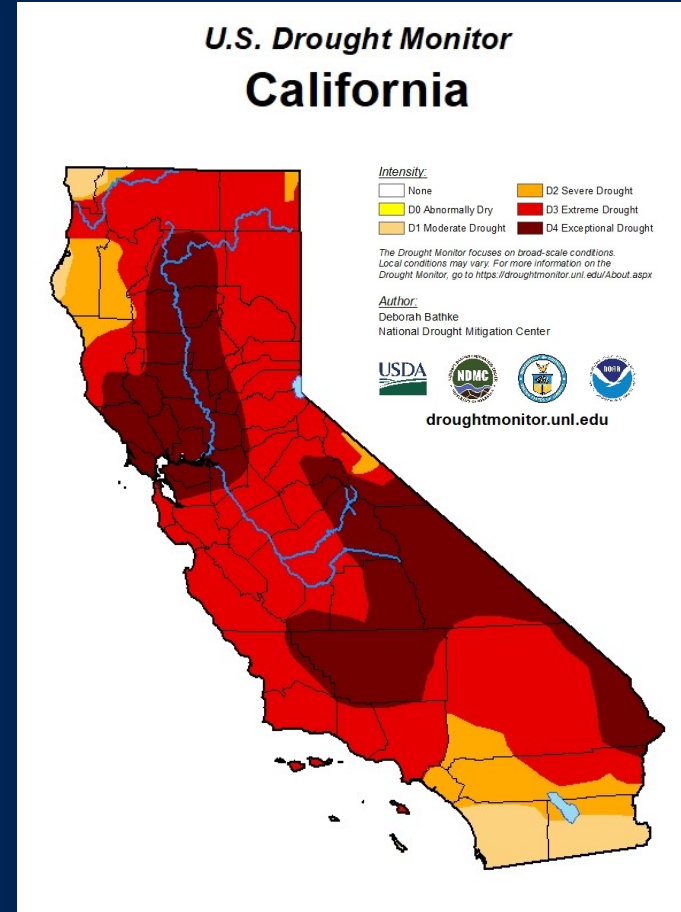 U.S. Drought Monitor
California
Intensity:
None
D0 Abnormally Dry
D1 Moderate Drought
D2 Severe Drought
D3 Extreme Drought
D4 Exceptional Drought
The Drought Monitor focuses on broad-scale conditions.
Local conditions may vary. For more information on the
Drought Monitor, go to https://droughtmonitor.unl.edu/About.aspx
Author:
Deborah Bathke
National Drought Mitigation Center
USDA
NDMC
NOAA
droughtmonitor.unl.edu